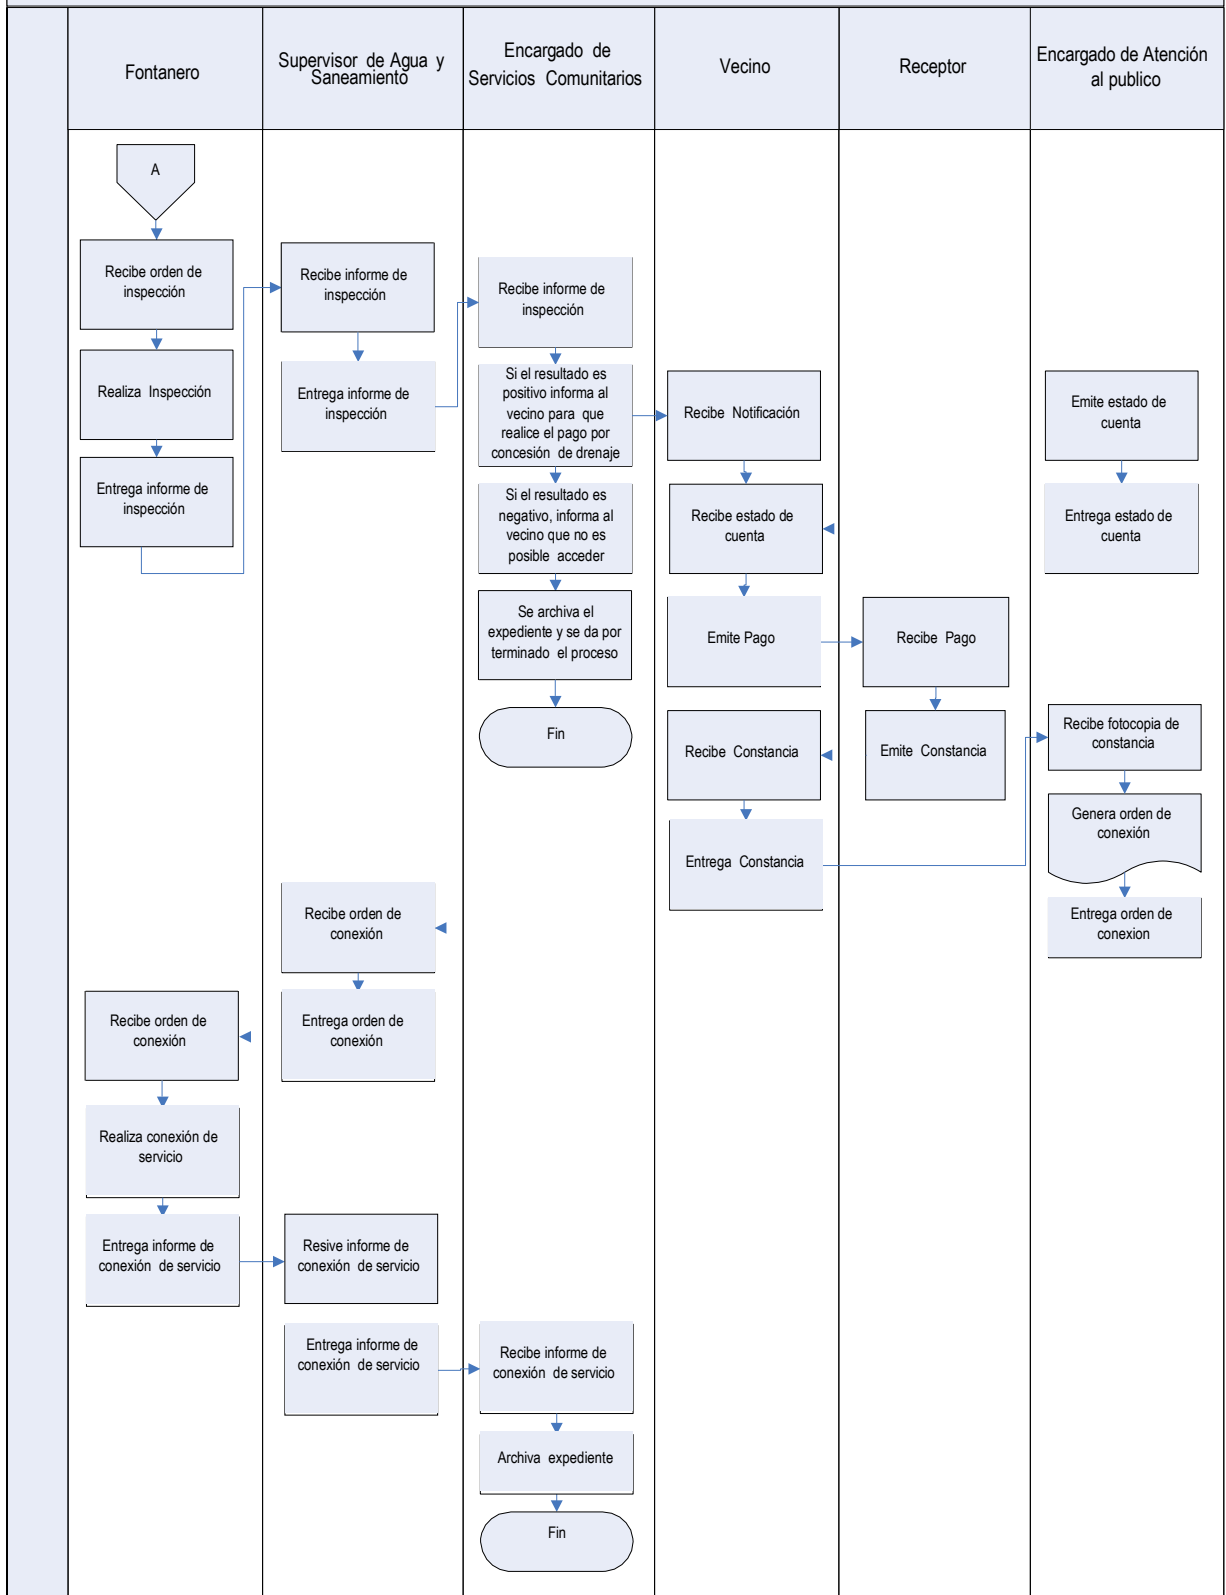 Fontanero
Supervisor de Agua y
Saneamiento
Encargado de
Servicios Comunitarios
Vecino
Receptor
Encargado de Atención
al publico
A
Recibe orden de
inspección
Realiza Inspección
Entrega informe de
inspección
Recibe informe de
inspección
Entrega informe de
inspección
Recibe informe de
inspección
Si el resultado es
positivo informa al
vecino para que
realice el pago por
concesión de drenaje
Si el resultado es
negativo, informa al
vecino que no es
posible acceder
Se archiva el
expediente y se da por
terminado el proceso
Fin
Recibe Notificación
Recibe estado de
cuenta
Emite Pago
Recibe Constancia
Entrega Constancia
Recibe Pago
Emite Constancia
Emite estado de
cuenta
Entrega estado de
cuenta
Recibe fotocopia de
constancia
Genera orden de
conexión
Entrega orden de
conexion
Recibe orden de
conexión
Entrega orden de
conexión
Recibe orden de
conexión
Realiza conexión de
servicio
Entrega informe de
conexión de servicio
Resive informe de
conexión de servicio
Entrega informe de
conexión de servicio
Recibe informe de
conexión de servicio
Archiva expediente
Fin